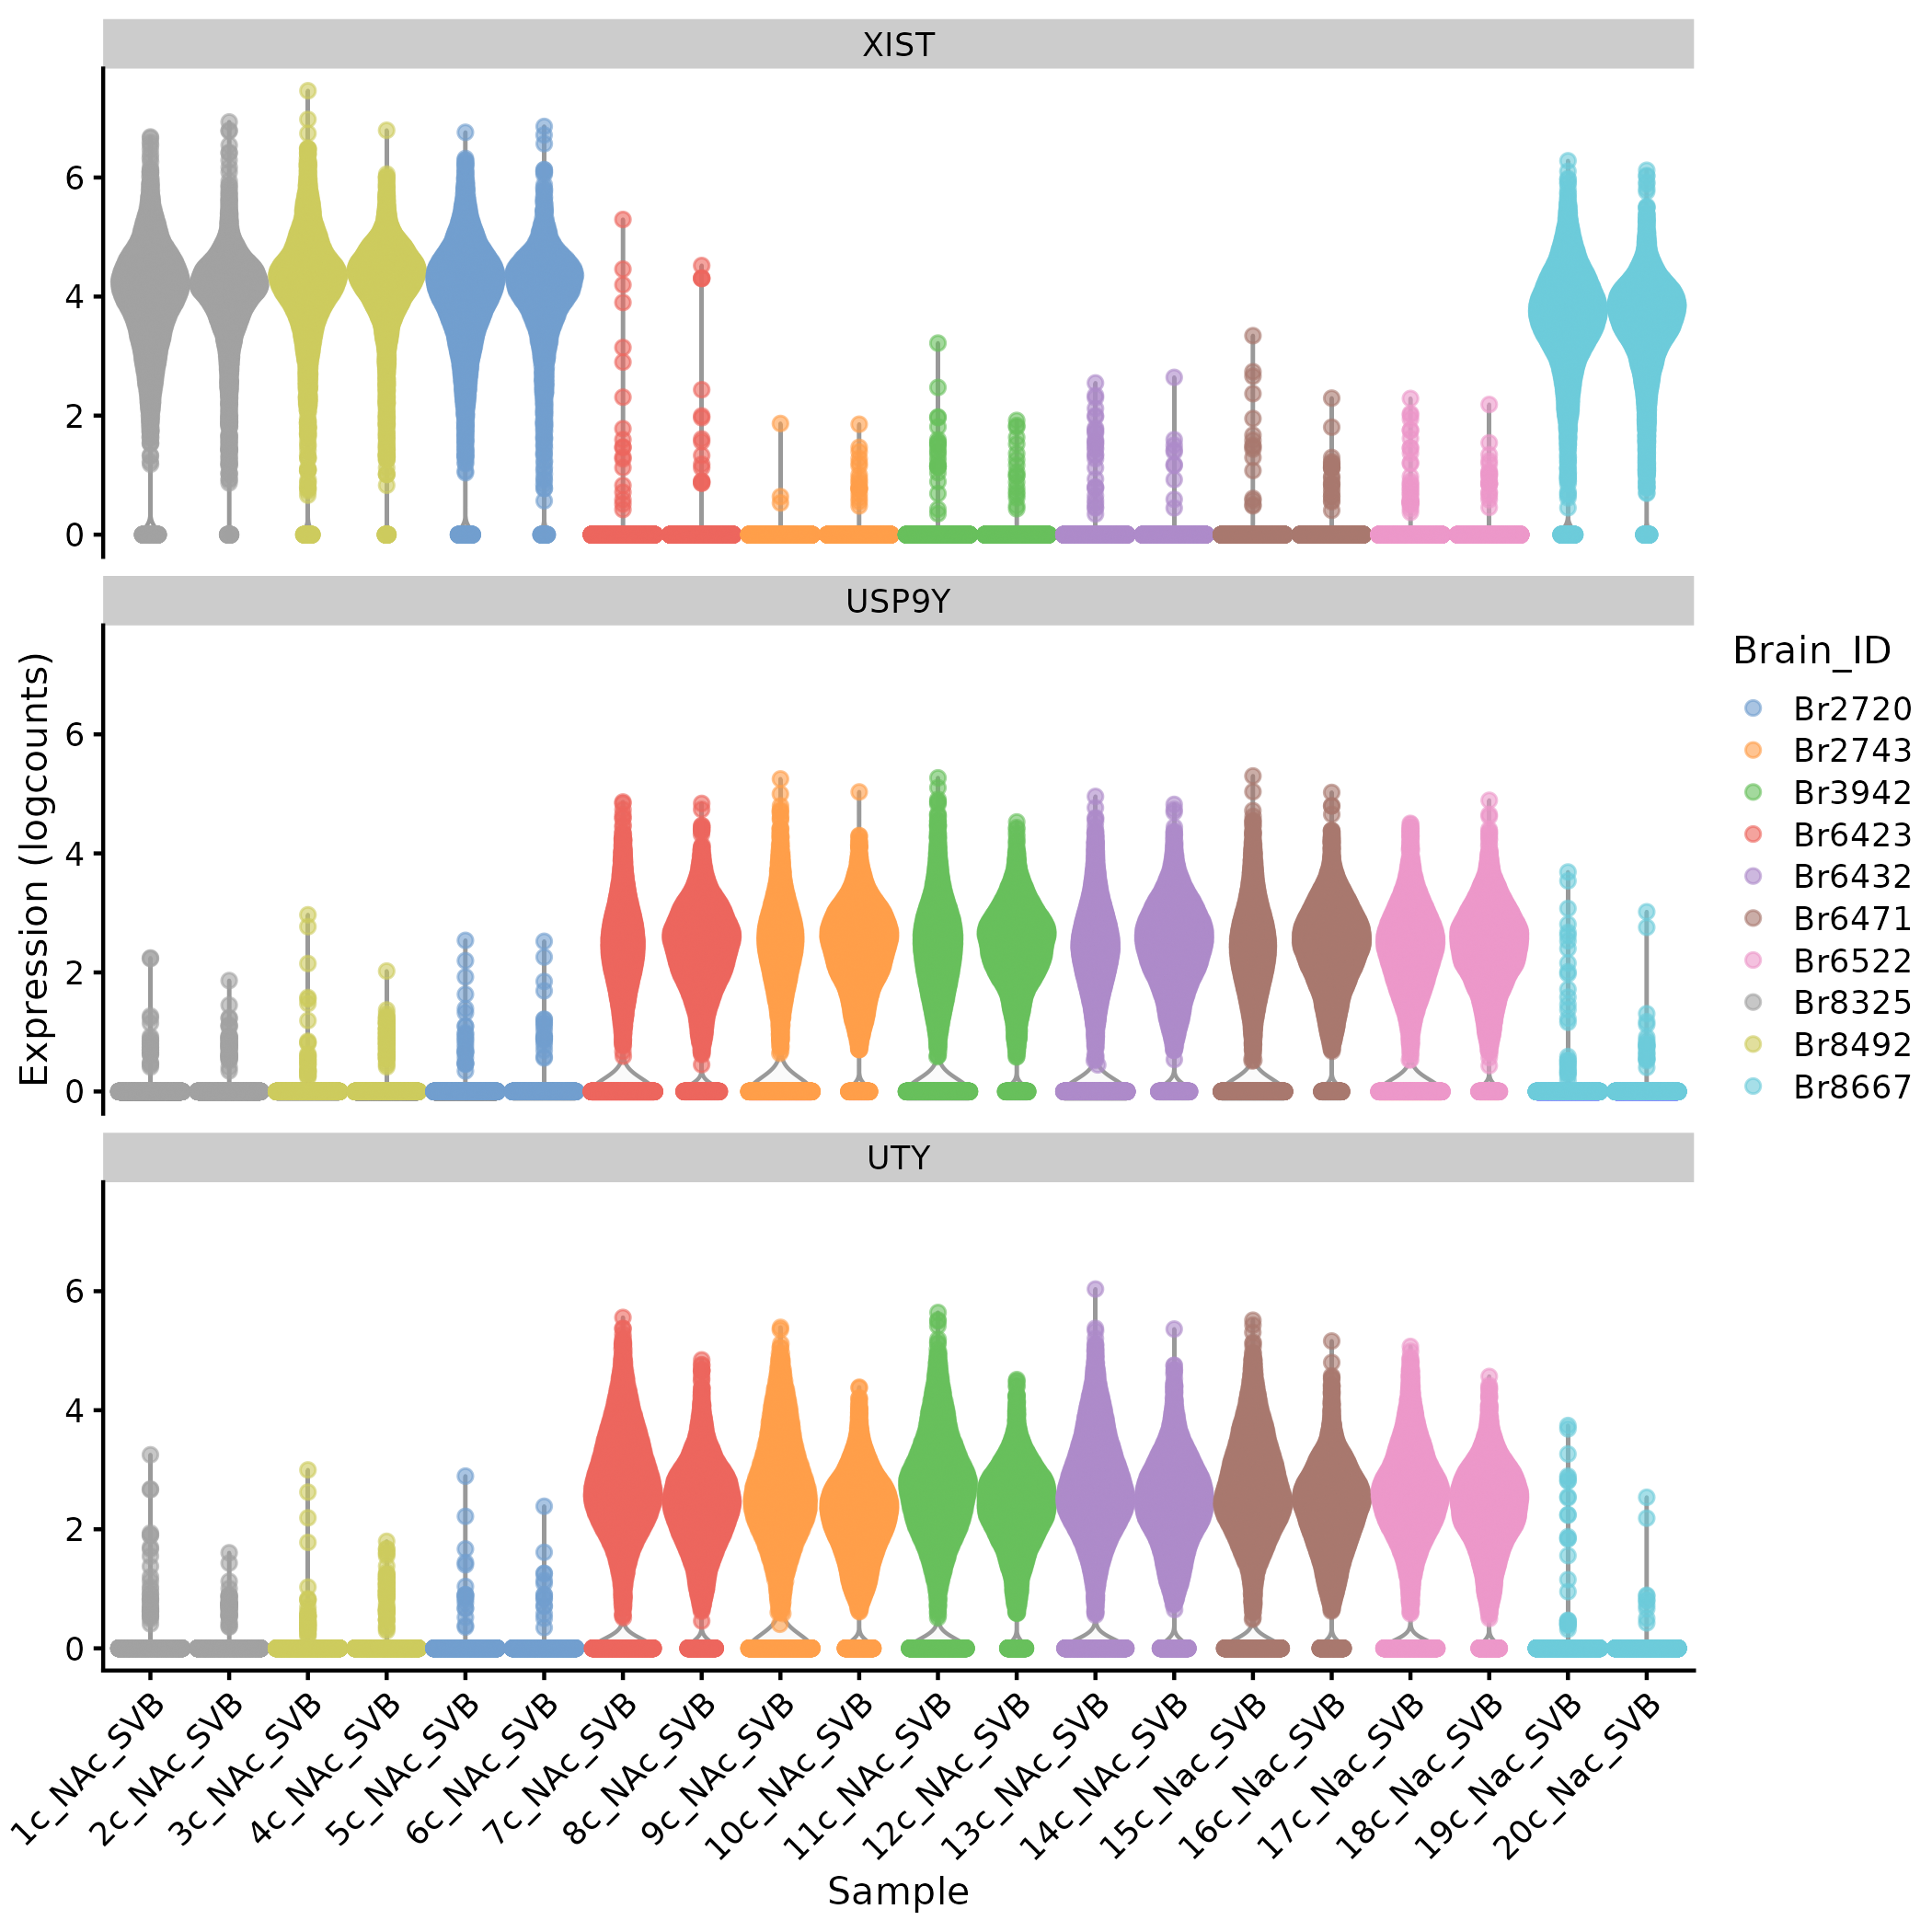 XIST
6
4
2
0
USP9Y
6
4
2
0
UTY
6
4
2
0
Expression (logcounts)
1c_NAc_SVB
2c_NAc_SVB
3c_NAc_SVB
4c_NAc_SVB
5c_NAc_SVB
6c_NAc_SVB
7c_NAc_SVB
8c_NAc_SVB
9c_NAc_SVB
10c_NAc_SVB
11c_NAc_SVB
12c_NAc_SVB
13c_NAc_SVB
14c_NAc_SVB
15c_Nac_SVB
16c_Nac_SVB
17c_Nac_SVB
18c_Nac_SVB
19c_Nac_SVB
20c_Nac_SVB
Sample
Brain_ID
Br2720
Br2743
Br3942
Br6423
Br6432
Br6471
Br6522
Br8325
Br8492
Br8667